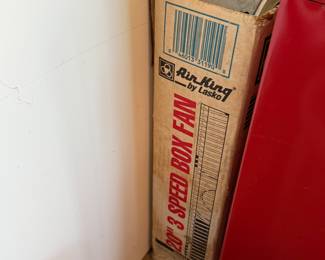 Air King
by Lasko
20" 3 SPEED BOX FAN